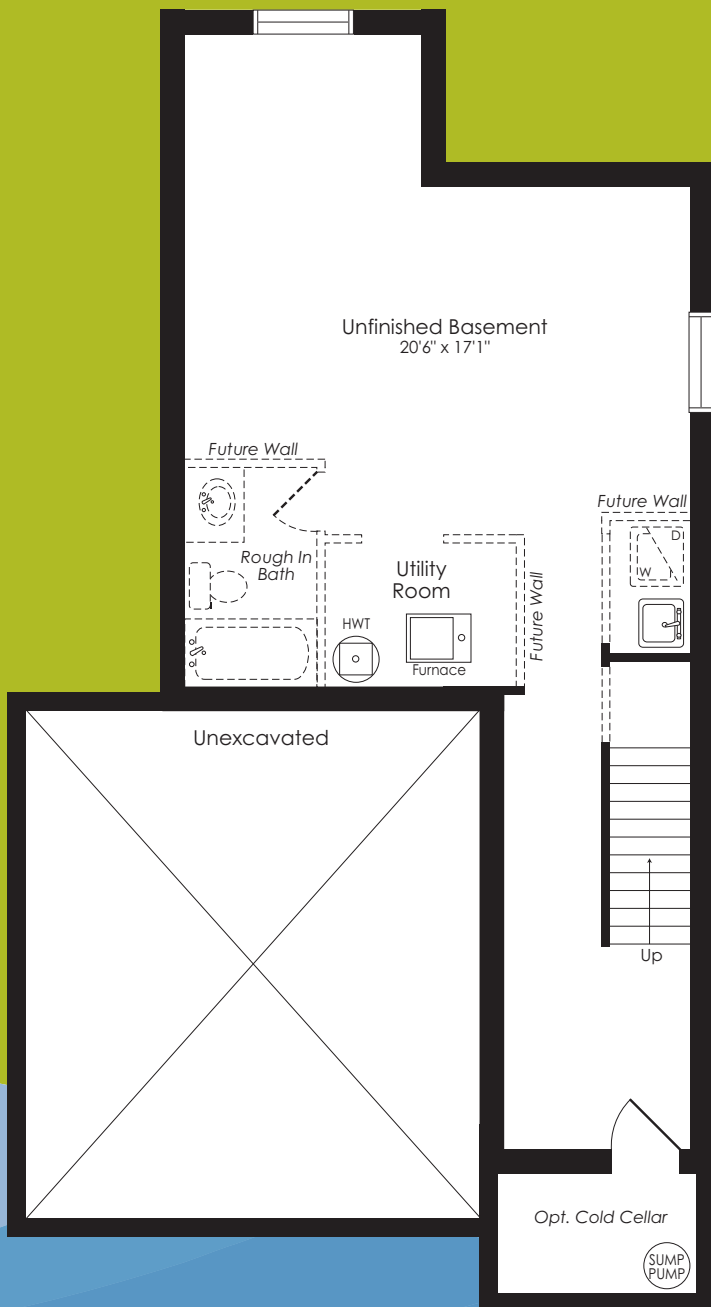 Unfinished Basement
20'6" x 17'1"
Future Wall
Future Wall
Rough In
Bath
Utility
Room
D
W
HWT
Furnace
Future Wall
Unexcavated
Up
Opt. Cold Cellar
SUMP
PUMP